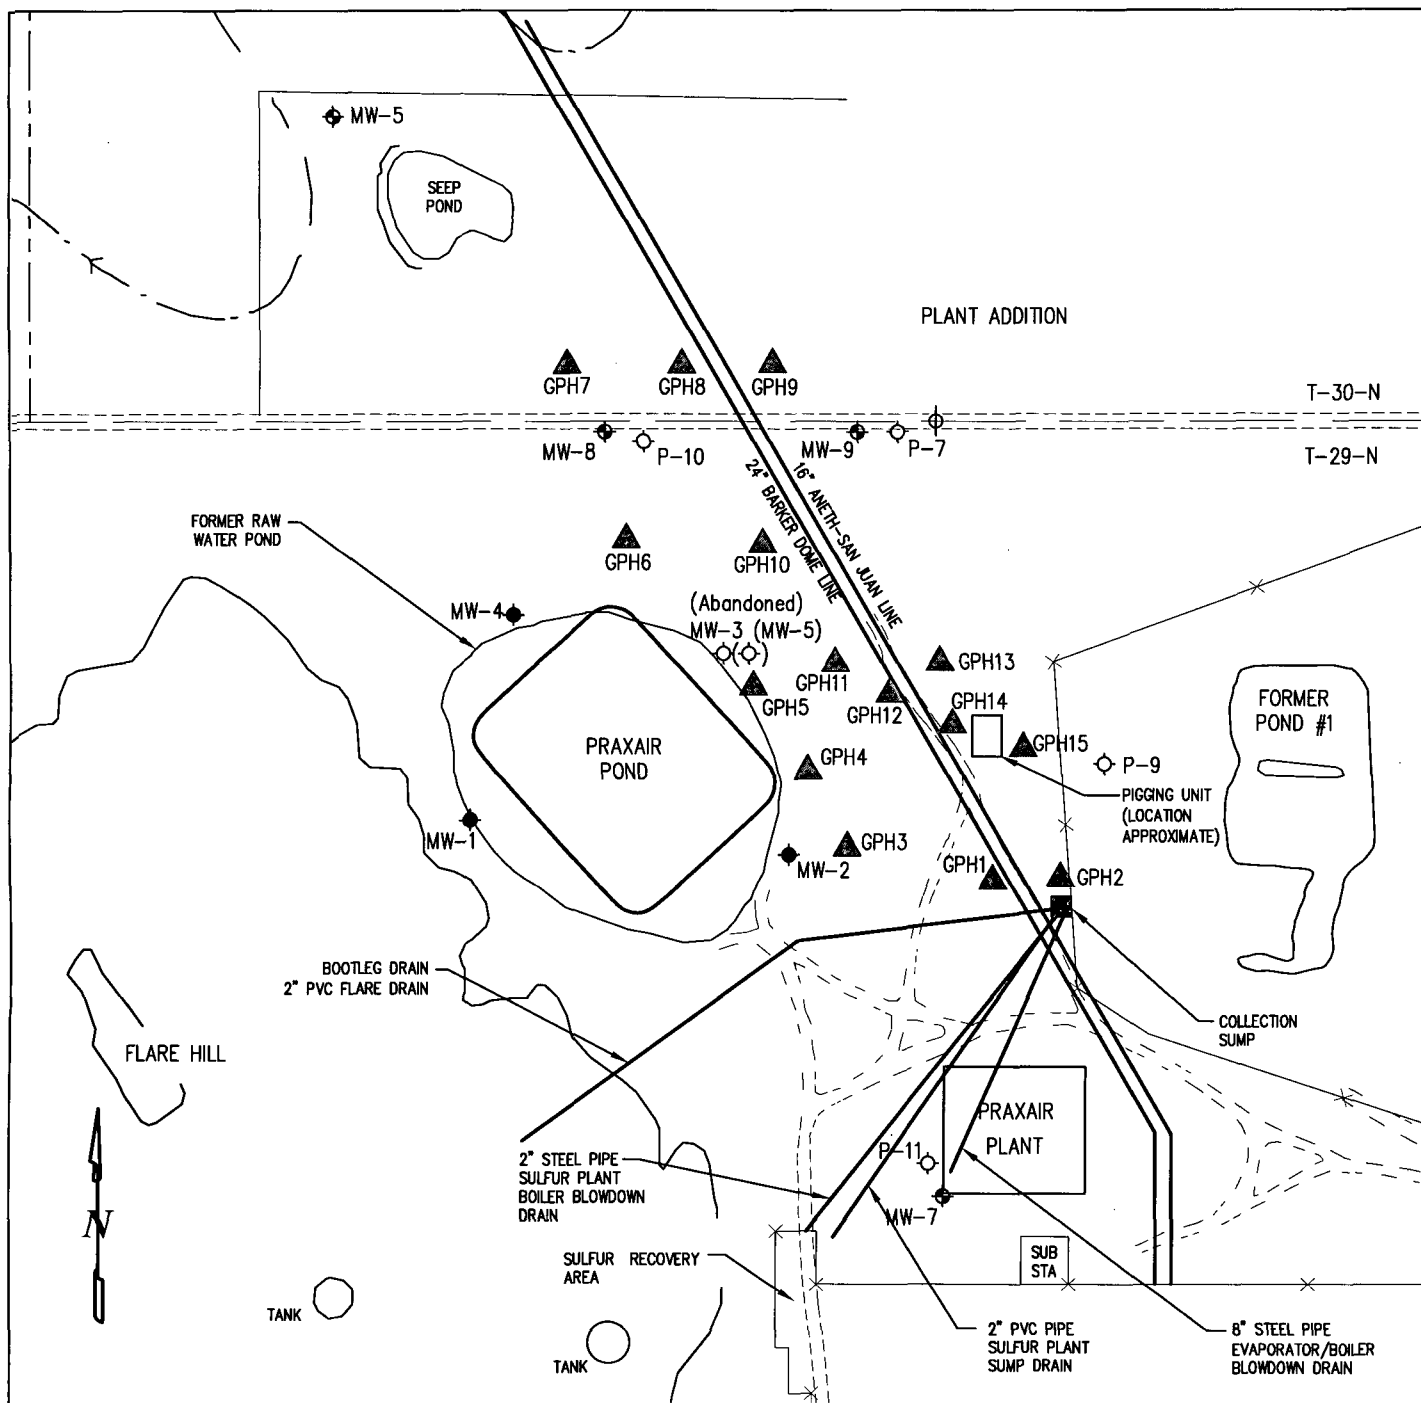 MW-5
SEEP
POND
PLANT ADDITION
GPH7
GPH8
GPH9
T-30-N
MW-8
P-10
MW-9
P-7
T-29-N
24" BARKER DOME LINE
16" ANETH-SAN JUAN LINE
FORMER RAW
WATER POND
GPH6
GPH10
(Abandoned)
MW-4
MW-3 (MW-5)
( )
GPH11
GPH13
GPH5
GPH12
GPH14
FORMER
POND #1
PRAXAIR
POND
GPH4
GPH15
P-9
PIGGING UNIT
(LOCATION
APPROXIMATE)
MW-1
MW-2
GPH3
GPH1
GPH2
BOOTLEG DRAIN
2" PVC FLARE DRAIN
COLLECTION
SUMP
FLARE HILL
PRAXAIR
PLANT
2" STEEL PIPE
SULFUR PLANT
BOILER BLOWDOWN
DRAIN
P-11
MW-7
N
SULFUR RECOVERY
AREA
SUB
STA
TANK
TANK
2" PVC PIPE
SULFUR PLANT
SUMP DRAIN
8" STEEL PIPE
EVAPORATOR/BOILER
BLOWDOWN DRAIN